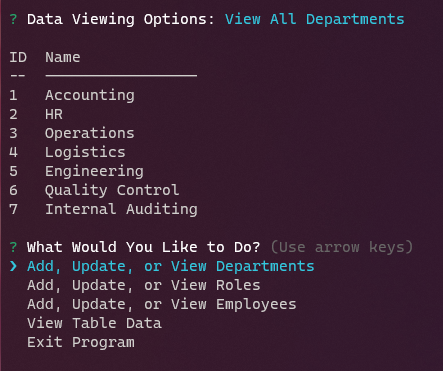 ? Data Viewing Options: View All Departments
ID  Name
--  ─────────────────
1   Accounting
2   HR
3   Operations
4   Logistics
5   Engineering
6   Quality Control
7   Internal Auditing
? What Would You Like to Do? (Use arrow keys)
❯ Add, Update, or View Departments
  Add, Update, or View Roles
  Add, Update, or View Employees
  View Table Data
  Exit Program